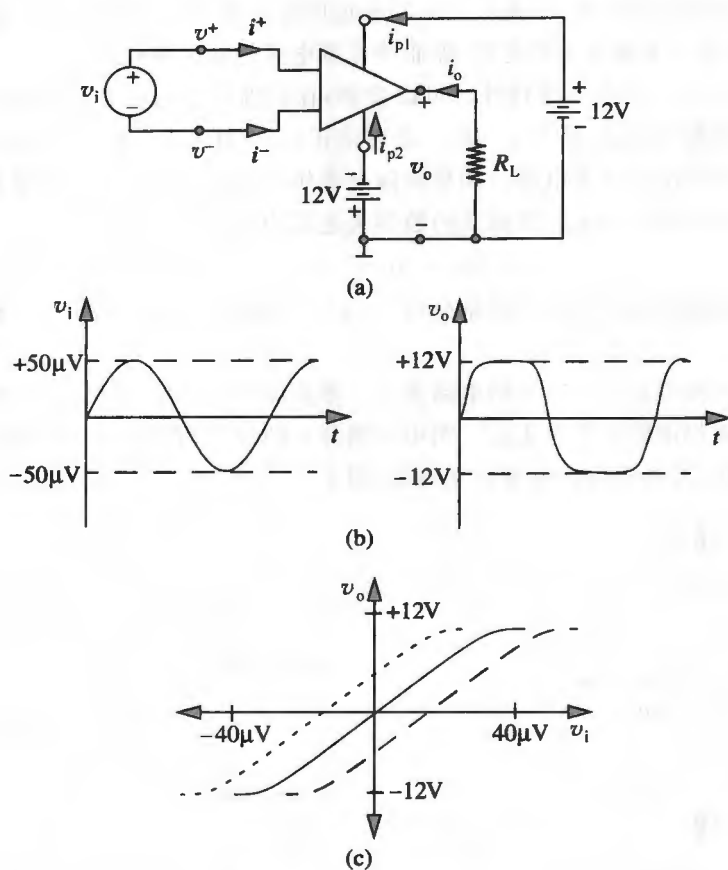 v⁺ i⁺ i_p1
v_i + i_o + 12V
v⁻ i⁻ i_p2 v_o R_L
12V
+ −
(a)
v_i v_o
+50μV +12V
t t
−50μV −12V
(b)
v_o
+12V
−40μV 40μV v_i
−12V
(c)